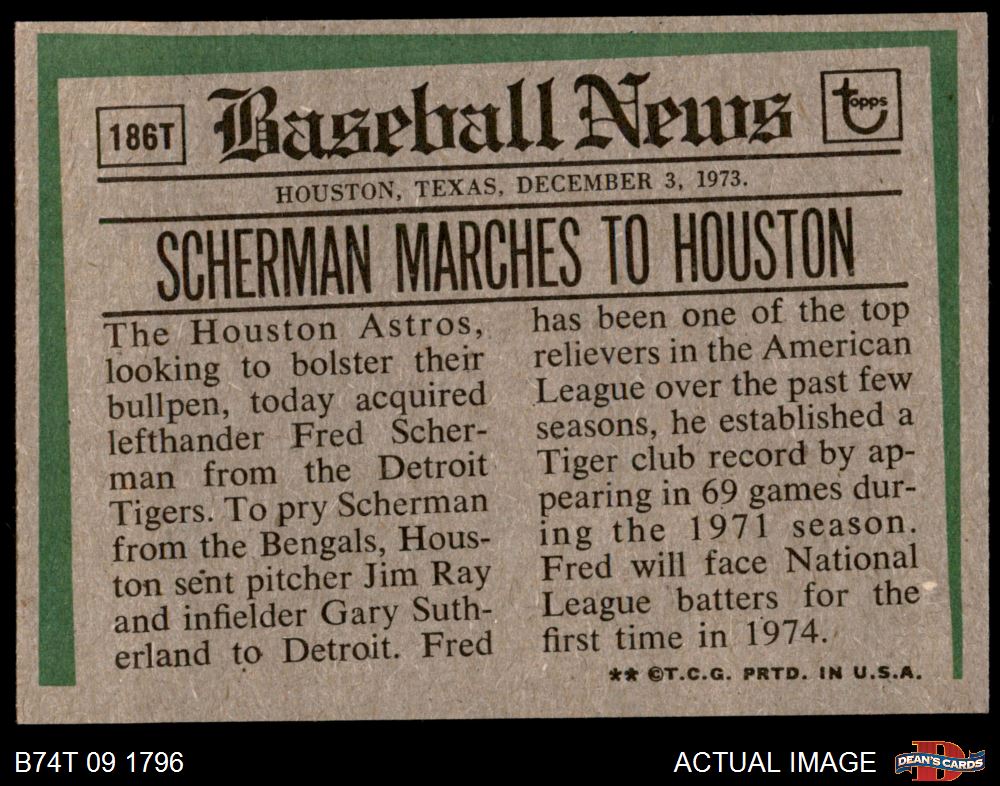 186T
Baseball News
topps
HOUSTON, TEXAS, DECEMBER 3, 1973.
SCHERMAN MARCHES TO HOUSTON
The Houston Astros,
looking to bolster their
bullpen, today acquired
lefthander Fred Scher-
man from the Detroit
Tigers. To pry Scherman
from the Bengals, Hous-
ton sent pitcher Jim Ray
and infielder Gary Suth-
erland to Detroit. Fred
has been one of the top
relievers in the American
League over the past few
seasons, he established a
Tiger club record by ap-
pearing in 69 games dur-
ing the 1971 season.
Fred will face National
League batters for the
first time in 1974.
** ©T.C.G. PRTD. IN U.S.A.
B74T 09 1796
ACTUAL IMAGE
DEAN'S CARDS